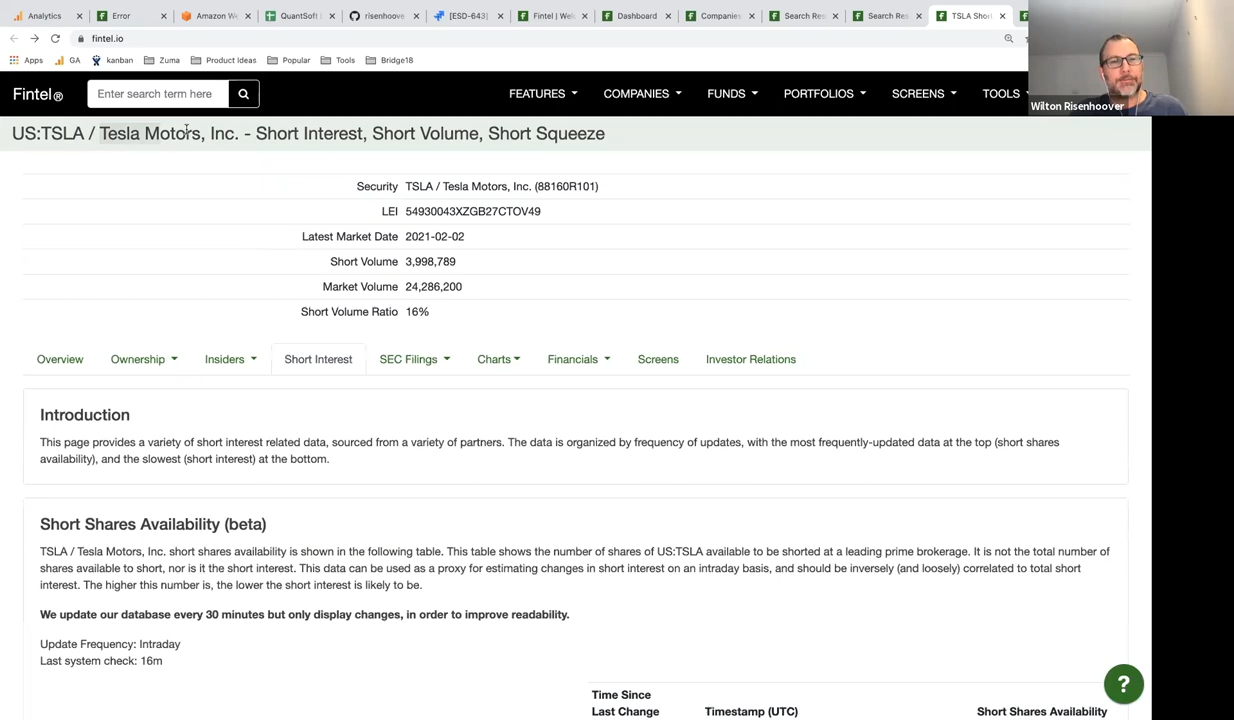 Analytics Error Amazon We QuantSoft risenhoove [ESD-643] Fintel | Wel Dashboard Companies Search Res Search Res TSLA Shor
fintel.io
Apps GA kanban Zuma Product Ideas Popular Tools Bridge18
Fintel® Enter search term here FEATURES COMPANIES FUNDS PORTFOLIOS SCREENS TOOLS
Wilton Risenhoover
US:TSLA / Tesla Motors, Inc. - Short Interest, Short Volume, Short Squeeze
Security TSLA / Tesla Motors, Inc. (88160R101)
LEI 54930043XZGB27CTOV49
Latest Market Date 2021-02-02
Short Volume 3,998,789
Market Volume 24,286,200
Short Volume Ratio 16%
Overview Ownership Insiders Short Interest SEC Filings Charts Financials Screens Investor Relations
Introduction
This page provides a variety of short interest related data, sourced from a variety of partners. The data is organized by frequency of updates, with the most frequently-updated data at the top (short shares
availability), and the slowest (short interest) at the bottom.
Short Shares Availability (beta)
TSLA / Tesla Motors, Inc. short shares availability is shown in the following table. This table shows the number of shares of US:TSLA available to be shorted at a leading prime brokerage. It is not the total number of
shares available to short, nor is it the short interest. This data can be used as a proxy for estimating changes in short interest on an intraday basis, and should be inversely (and loosely) correlated to total short
interest. The higher this number is, the lower the short interest is likely to be.
We update our database every 30 minutes but only display changes, in order to improve readability.
Update Frequency: Intraday
Last system check: 16m
?
Time Since
Last Change Timestamp (UTC) Short Shares Availability